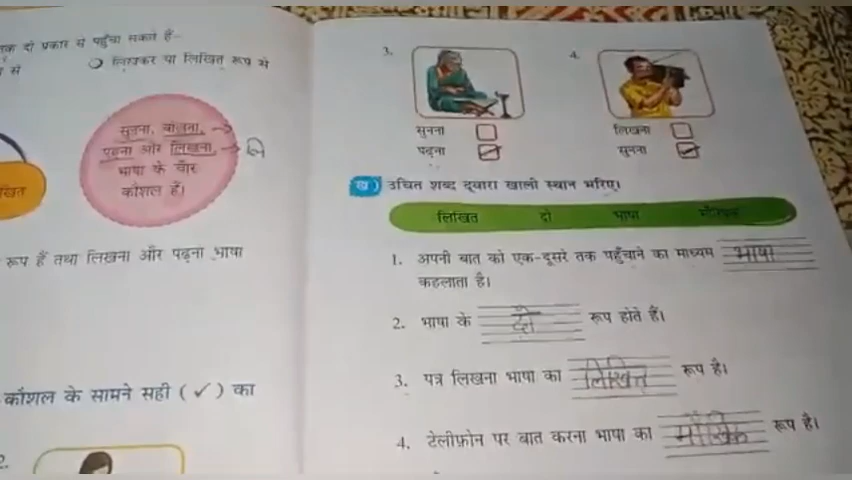 तक दो प्रकार से पहुँचा सकते हैं-
से
लिखकर या लिखित रूप से
सुनना, बोलना,
पढ़ना और लिखना,
भाषा के चार
कौशल हैं।
लि
खित
रूप हैं तथा लिखना और पढ़ना भाषा
कौशल के सामने सही ( ✓ ) का
2.
3.
सुनना
पढ़ना
4.
लिखना
सुनना
ख) उचित शब्द द्वारा खाली स्थान भरिए।
लिखित दो भाषा मौखिक
1. अपनी बात को एक-दूसरे तक पहुँचाने का माध्यम भाषा
कहलाता है।
2. भाषा के दो रूप होते हैं।
3. पत्र लिखना भाषा का लिखित रूप है।
4. टेलीफ़ोन पर बात करना भाषा का मौखिक रूप है।